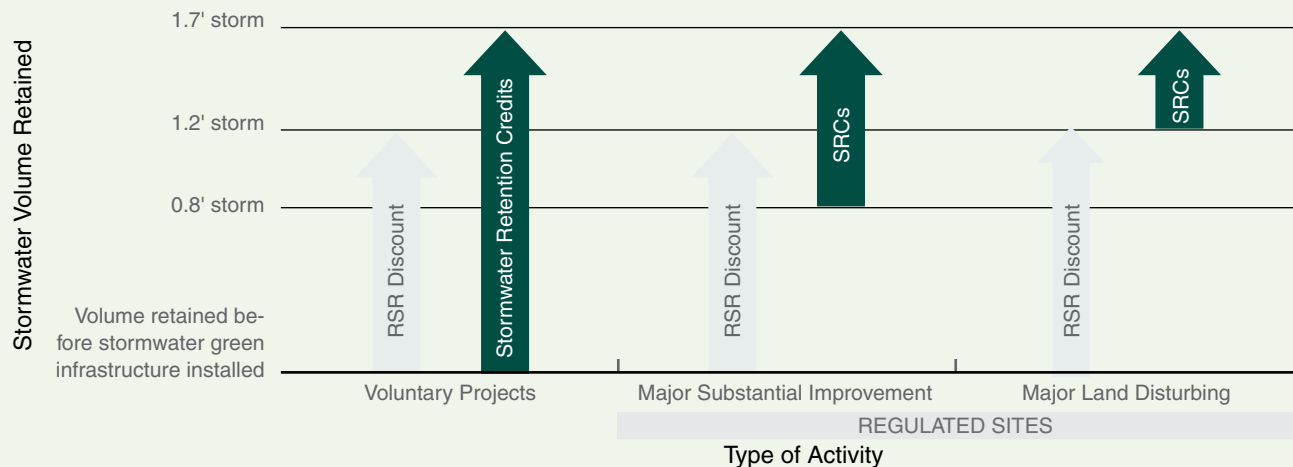 Stormwater Volume Retained
1.7' storm
1.2' storm
0.8' storm
Volume retained be-
fore stormwater green
infrastructure installed
RSR Discount
Stormwater Retention Credits
RSR Discount
SRCs
RSR Discount
SRCs
Voluntary Projects
Major Substantial Improvement
Major Land Disturbing
REGULATED SITES
Type of Activity